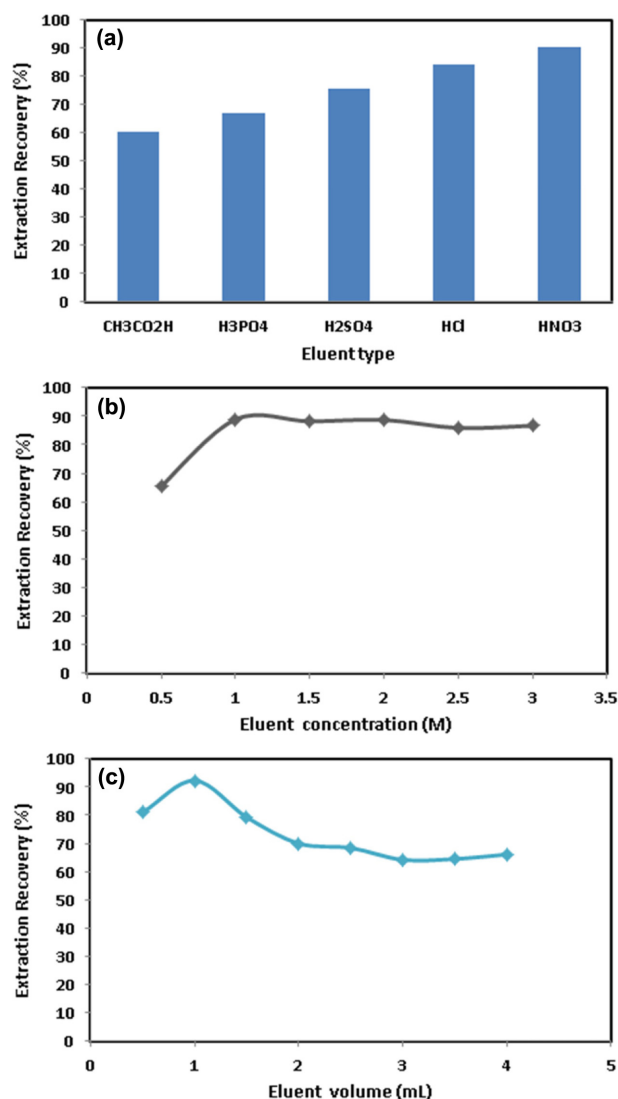 (a)
Extraction Recovery (%)
100
90
80
70
60
50
40
30
20
10
0
CH3CO2H H3PO4 H2SO4 HCl HNO3
Eluent type
(b)
Extraction Recovery (%)
100
90
80
70
60
50
40
30
20
10
0
0 0.5 1 1.5 2 2.5 3 3.5
Eluent concentration (M)
(c)
Extraction Recovery (%)
100
90
80
70
60
50
40
30
20
10
0
0 1 2 3 4 5
Eluent volume (mL)